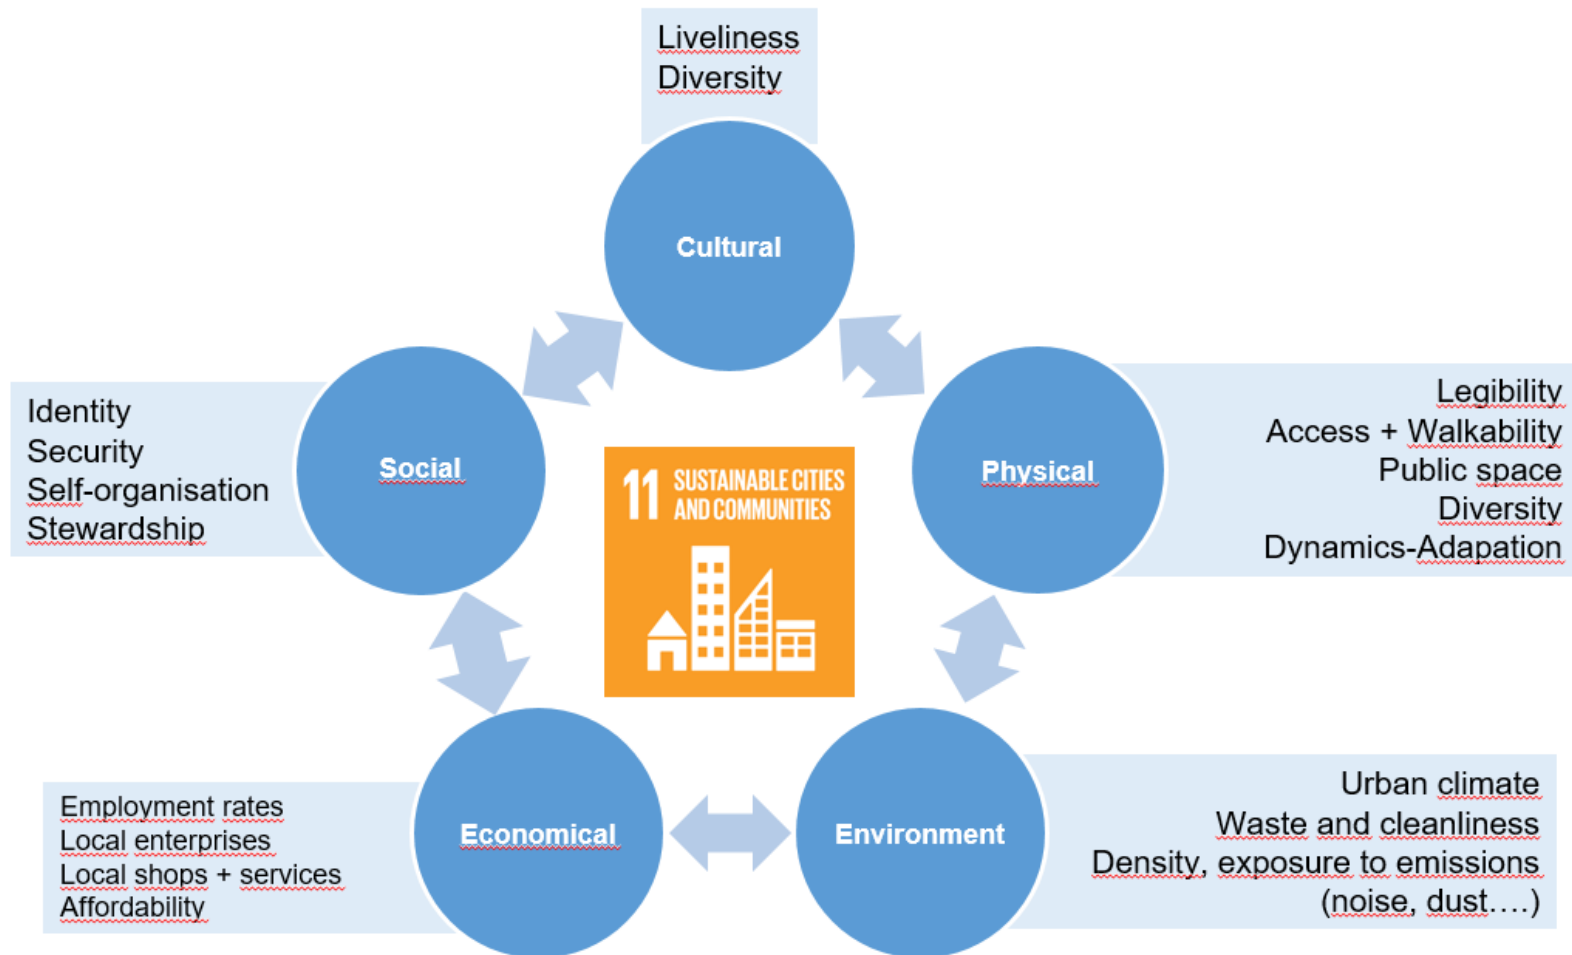 Liveliness
Diversity
Cultural
Identity
Security
Self-organisation
Stewardship
Social
11 SUSTAINABLE CITIES
AND COMMUNITIES
Physical
Legibility
Access + Walkability
Public space
Diversity
Dynamics-Adapation
Employment rates
Local enterprises
Local shops + services
Affordability
Economical
Environment
Urban climate
Waste and cleanliness
Density, exposure to emissions
(noise, dust….)